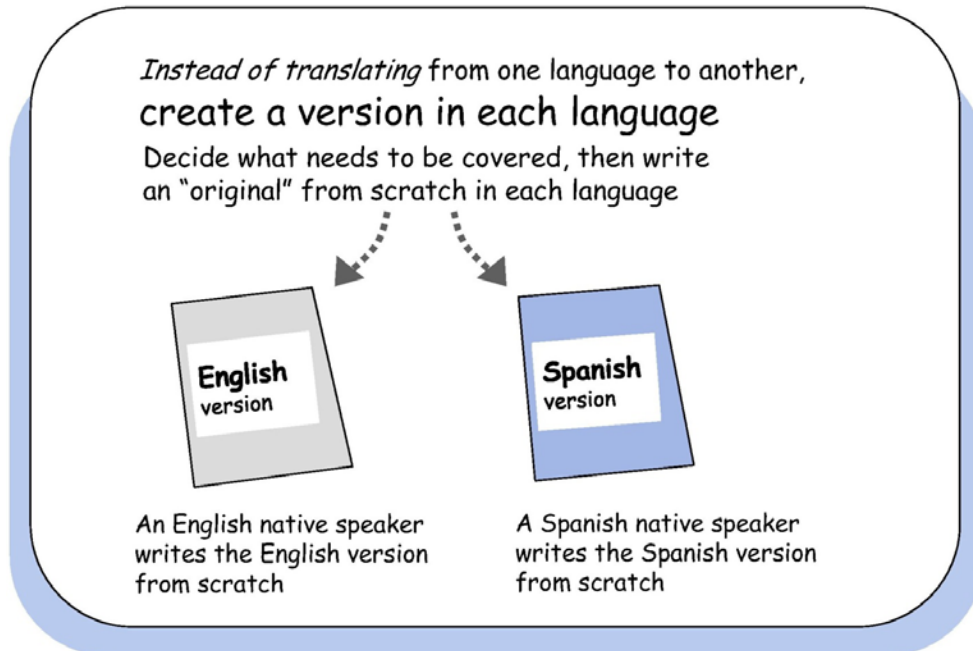 Instead of translating from one language to another,
create a version in each language
Decide what needs to be covered, then write
an “original” from scratch in each language
English
version
Spanish
version
An English native speaker
writes the English version
from scratch
A Spanish native speaker
writes the Spanish version
from scratch